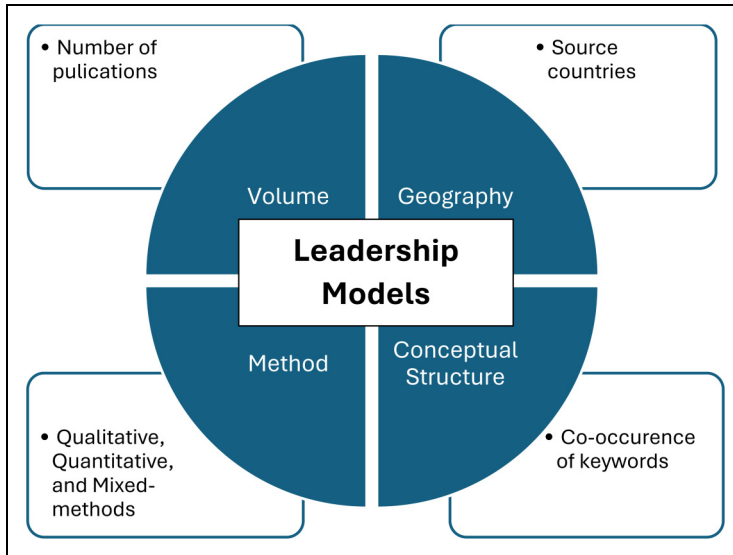 • Number of
pulications
• Source
countries
Volume
Geography
Leadership
Models
Method
Conceptual
Structure
• Qualitative,
Quantitative,
and Mixed-
methods
• Co-occurence
of keywords